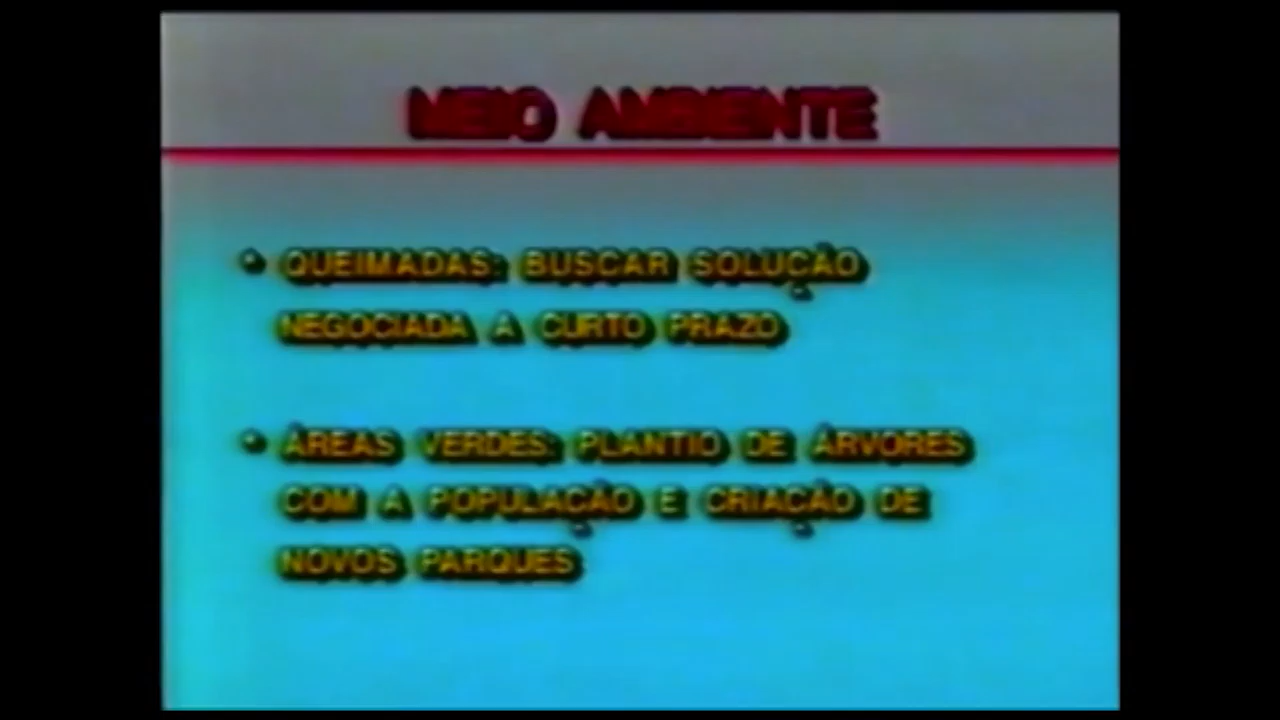 MEIO AMBIENTE
• QUEIMADAS: BUSCAR SOLUÇÃO
NEGOCIADA A CURTO PRAZO
• ÁREAS VERDES: PLANTIO DE ÁRVORES
COM A POPULAÇÃO E CRIAÇÃO DE
NOVOS PARQUES